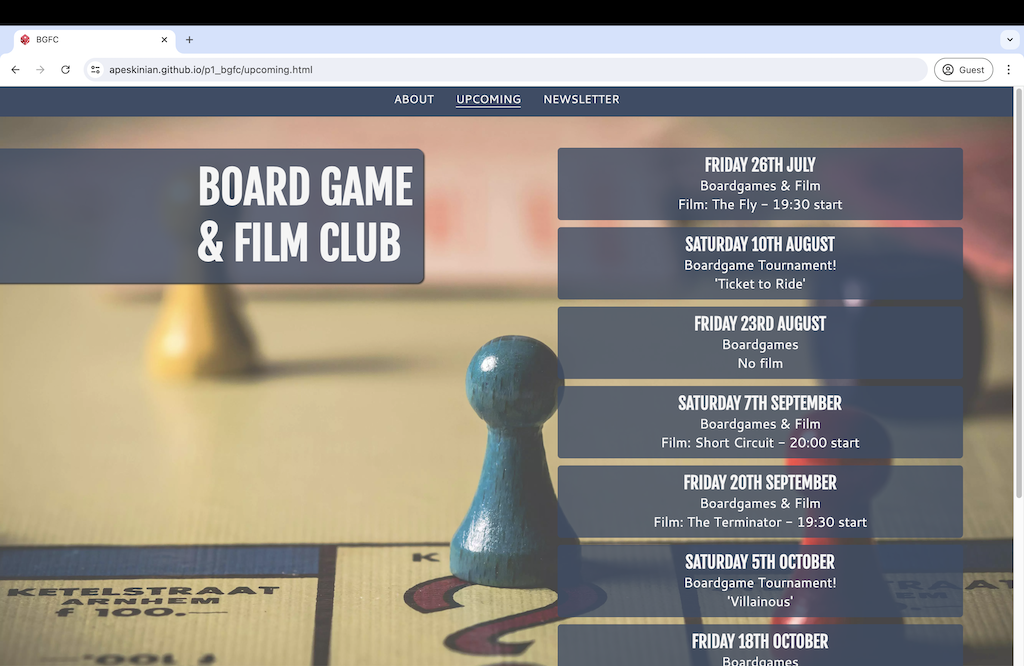 BGFC
apeskinian.github.io/p1_bgfc/upcoming.html
Guest
ABOUT UPCOMING NEWSLETTER
BOARD GAME
& FILM CLUB
FRIDAY 26TH JULY
Boardgames & Film
Film: The Fly - 19:30 start
SATURDAY 10TH AUGUST
Boardgame Tournament!
'Ticket to Ride'
FRIDAY 23RD AUGUST
Boardgames
No film
SATURDAY 7TH SEPTEMBER
Boardgames & Film
Film: Short Circuit - 20:00 start
FRIDAY 20TH SEPTEMBER
Boardgames & Film
Film: The Terminator - 19:30 start
SATURDAY 5TH OCTOBER
Boardgame Tournament!
'Villainous'
FRIDAY 18TH OCTOBER
Boardgames
K
KETELSTRAAT
ARNHEM
ƒ 100.—